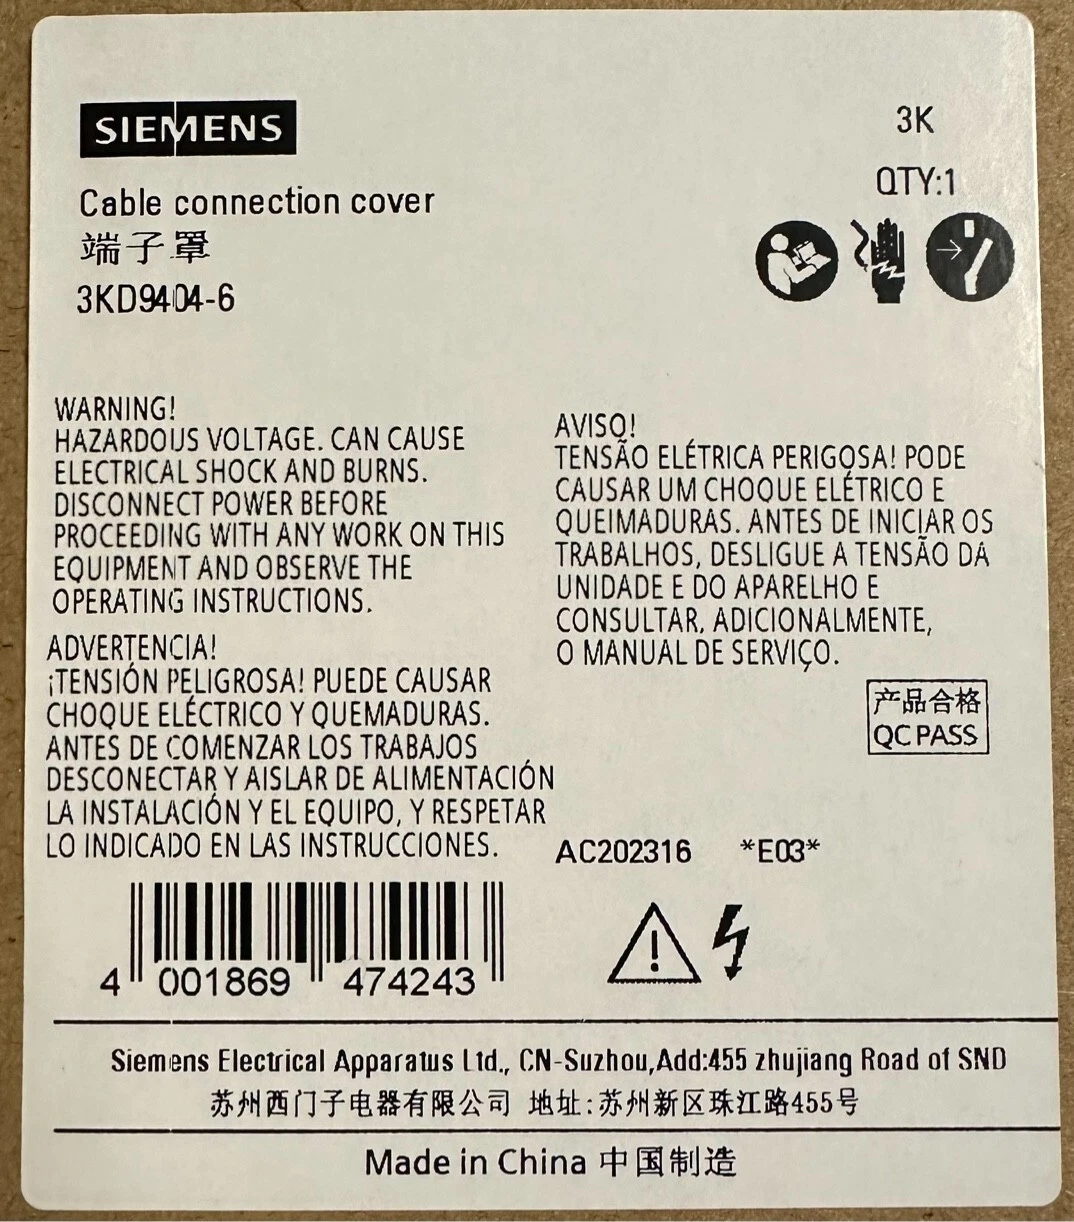 SIEMENS
3K
QTY:1
Cable connection cover
端子罩
3KD9404-6
WARNING!
HAZARDOUS VOLTAGE. CAN CAUSE
ELECTRICAL SHOCK AND BURNS.
DISCONNECT POWER BEFORE
PROCEEDING WITH ANY WORK ON THIS
EQUIPMENT AND OBSERVE THE
OPERATING INSTRUCTIONS.
ADVERTENCIA!
¡TENSIÓN PELIGROSA! PUEDE CAUSAR
CHOQUE ELÉCTRICO Y QUEMADURAS.
ANTES DE COMENZAR LOS TRABAJOS
DESCONECTAR Y AISLAR DE ALIMENTACIÓN
LA INSTALACIÓN Y EL EQUIPO, Y RESPETAR
LO INDICADO EN LAS INSTRUCCIONES.
AVISO!
TENSÃO ELÉTRICA PERIGOSA! PODE
CAUSAR UM CHOQUE ELÉTRICO E
QUEIMADURAS. ANTES DE INICIAR OS
TRABALHOS, DESLIGUE A TENSÃO DA
UNIDADE E DO APARELHO E
CONSULTAR, ADICIONALMENTE,
O MANUAL DE SERVIÇO.
产品合格
QC PASS
AC202316 *E03*
4 001869 474243
Siemens Electrical Apparatus Ltd., CN-Suzhou,Add:455 zhujiang Road of SND
苏州西门子电器有限公司 地址:苏州新区珠江路455号
Made in China 中国制造